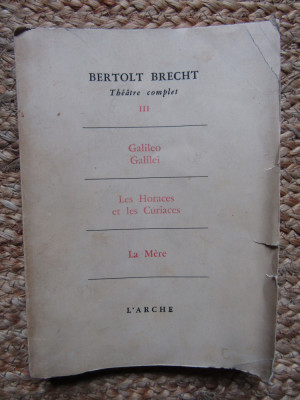 BERTOLT BRECHT
Théâtre complet
III
Galileo
Galilei
Les Horaces
et les Curiaces
La Mère
L'ARCHE